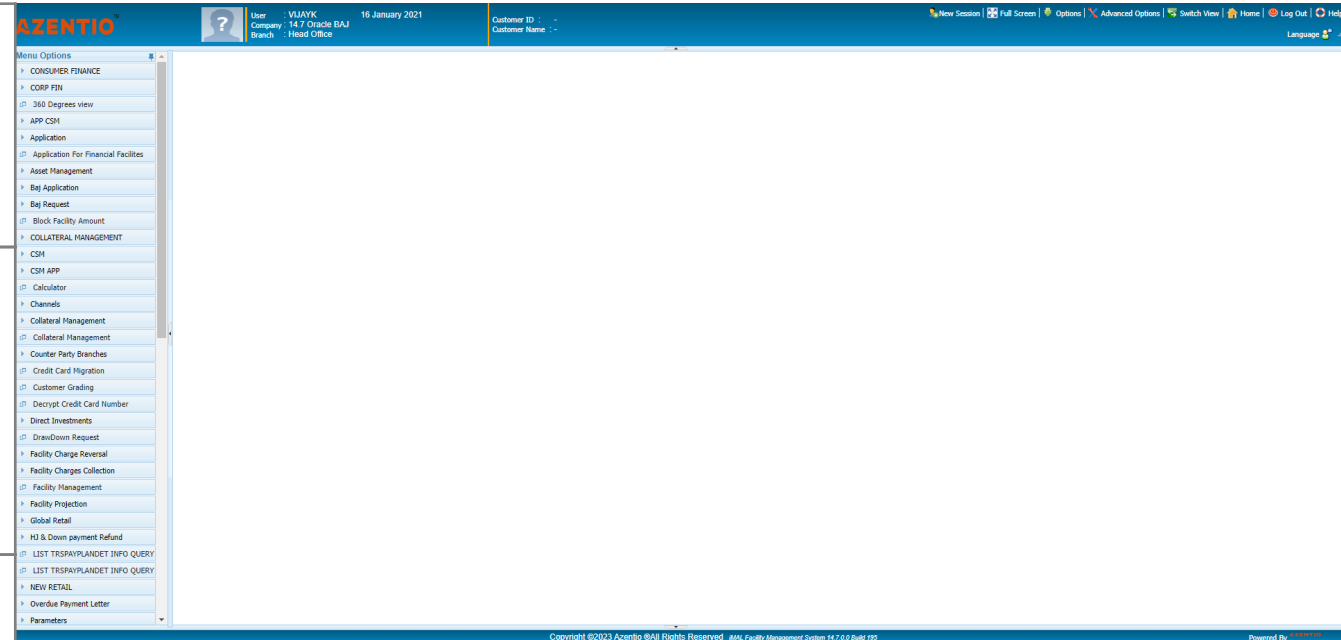 AZENTIO
User : VIJAYK 16 January 2021
Company : 14.7 Oracle BAJ
Branch : Head Office
Customer ID : -
Customer Name : -
New Session | Full Screen | Options | Advanced Options | Switch View | Home | Log Out | Help
Language
Menu Options
CONSUMER FINANCE
CORP FIN
360 Degrees view
APP CSM
Application
Application For Financial Facilites
Asset Management
Baj Application
Baj Request
Block Facility Amount
COLLATERAL MANAGEMENT
CSM
CSM APP
Calculator
Channels
Collateral Management
Collateral Management
Counter Party Branches
Credit Card Migration
Customer Grading
Decrypt Credit Card Number
Direct Investments
DrawDown Request
Facility Charge Reversal
Facility Charges Collection
Facility Management
Facility Projection
Global Retail
HJ & Down payment Refund
LIST TRSPAYPLANDET INFO QUERY
LIST TRSPAYPLANDET INFO QUERY
NEW RETAIL
Overdue Payment Letter
Parameters
Copyright ©2023 Azentio ®All Rights Reserved iMAL Facility Management System 14.7.0.0 Build 195
Powered By AZENTIO